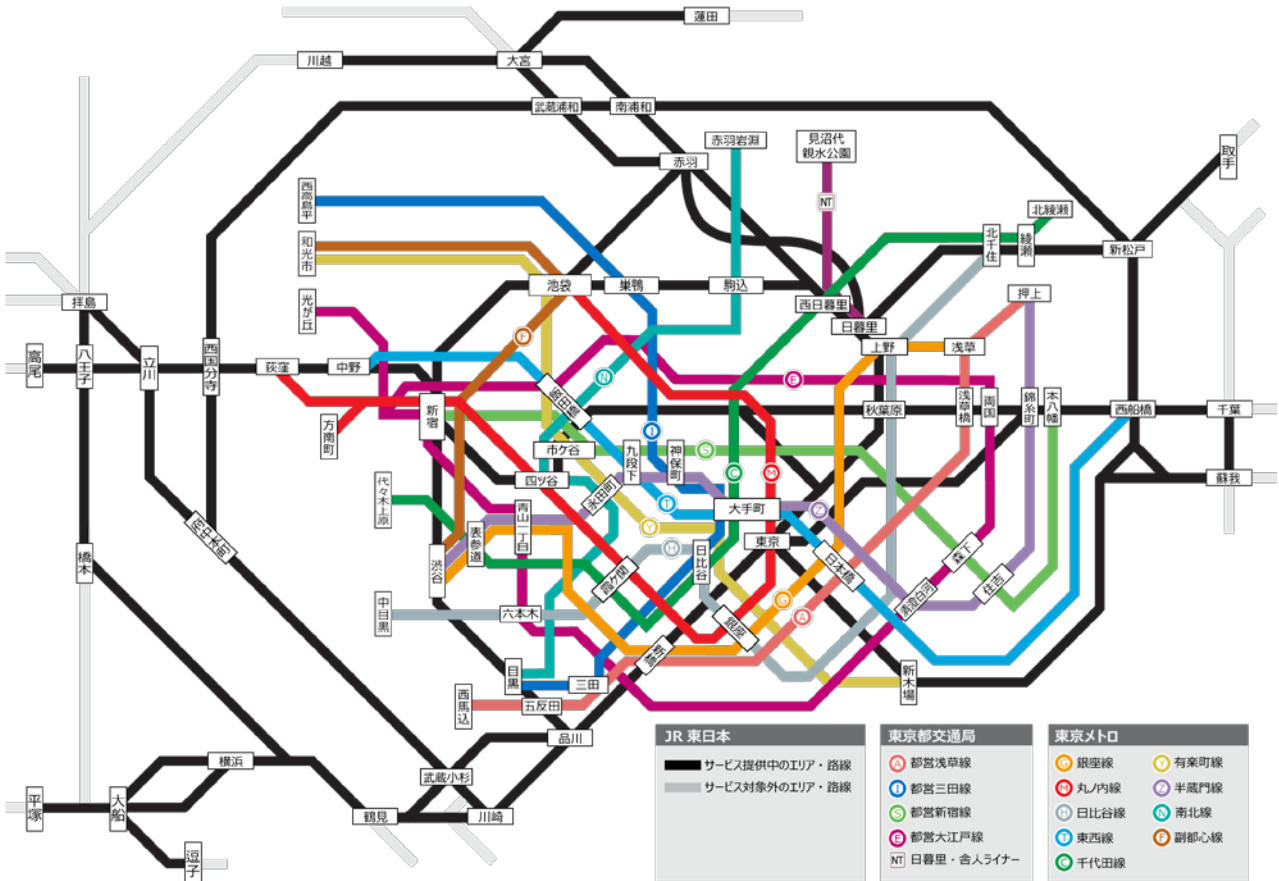 蓮田
川越
大宮
武蔵浦和
南浦和
赤羽岩淵
見沼代
親水公園
取手
赤羽
西高島平
NT
北綾瀬
和光市
北千住
綾瀬
新松戸
池袋
巣鴨
駒込
西日暮里
押上
拝島
光が丘
日暮里
F
上野
浅草
高尾
八王子
立川
西国分寺
荻窪
中野
N
E
飯田橋
浅草橋
両国
錦糸町
本八幡
新宿
秋葉原
西船橋
千葉
方南町
I
市ケ谷
九段下
神保町
S
四ツ谷
C
M
蘇我
代々木上原
永田町
青山一丁目
T
大手町
Z
府中本町
表参道
Y
東京
橋本
渋谷
H
日比谷
日本橋
森下
霞ケ関
住吉
清澄白河
中目黒
六本木
G
A
銀座
新橋
目黒
三田
新木場
西馬込
五反田
品川
横浜
武蔵小杉
平塚
大船
鶴見
川崎
逗子
JR 東日本
サービス提供中のエリア・路線
サービス対象外のエリア・路線
東京都交通局
A 都営浅草線
I 都営三田線
S 都営新宿線
E 都営大江戸線
NT 日暮里・舎人ライナー
東京メトロ
G 銀座線
M 丸ノ内線
H 日比谷線
T 東西線
C 千代田線
Y 有楽町線
Z 半蔵門線
N 南北線
F 副都心線